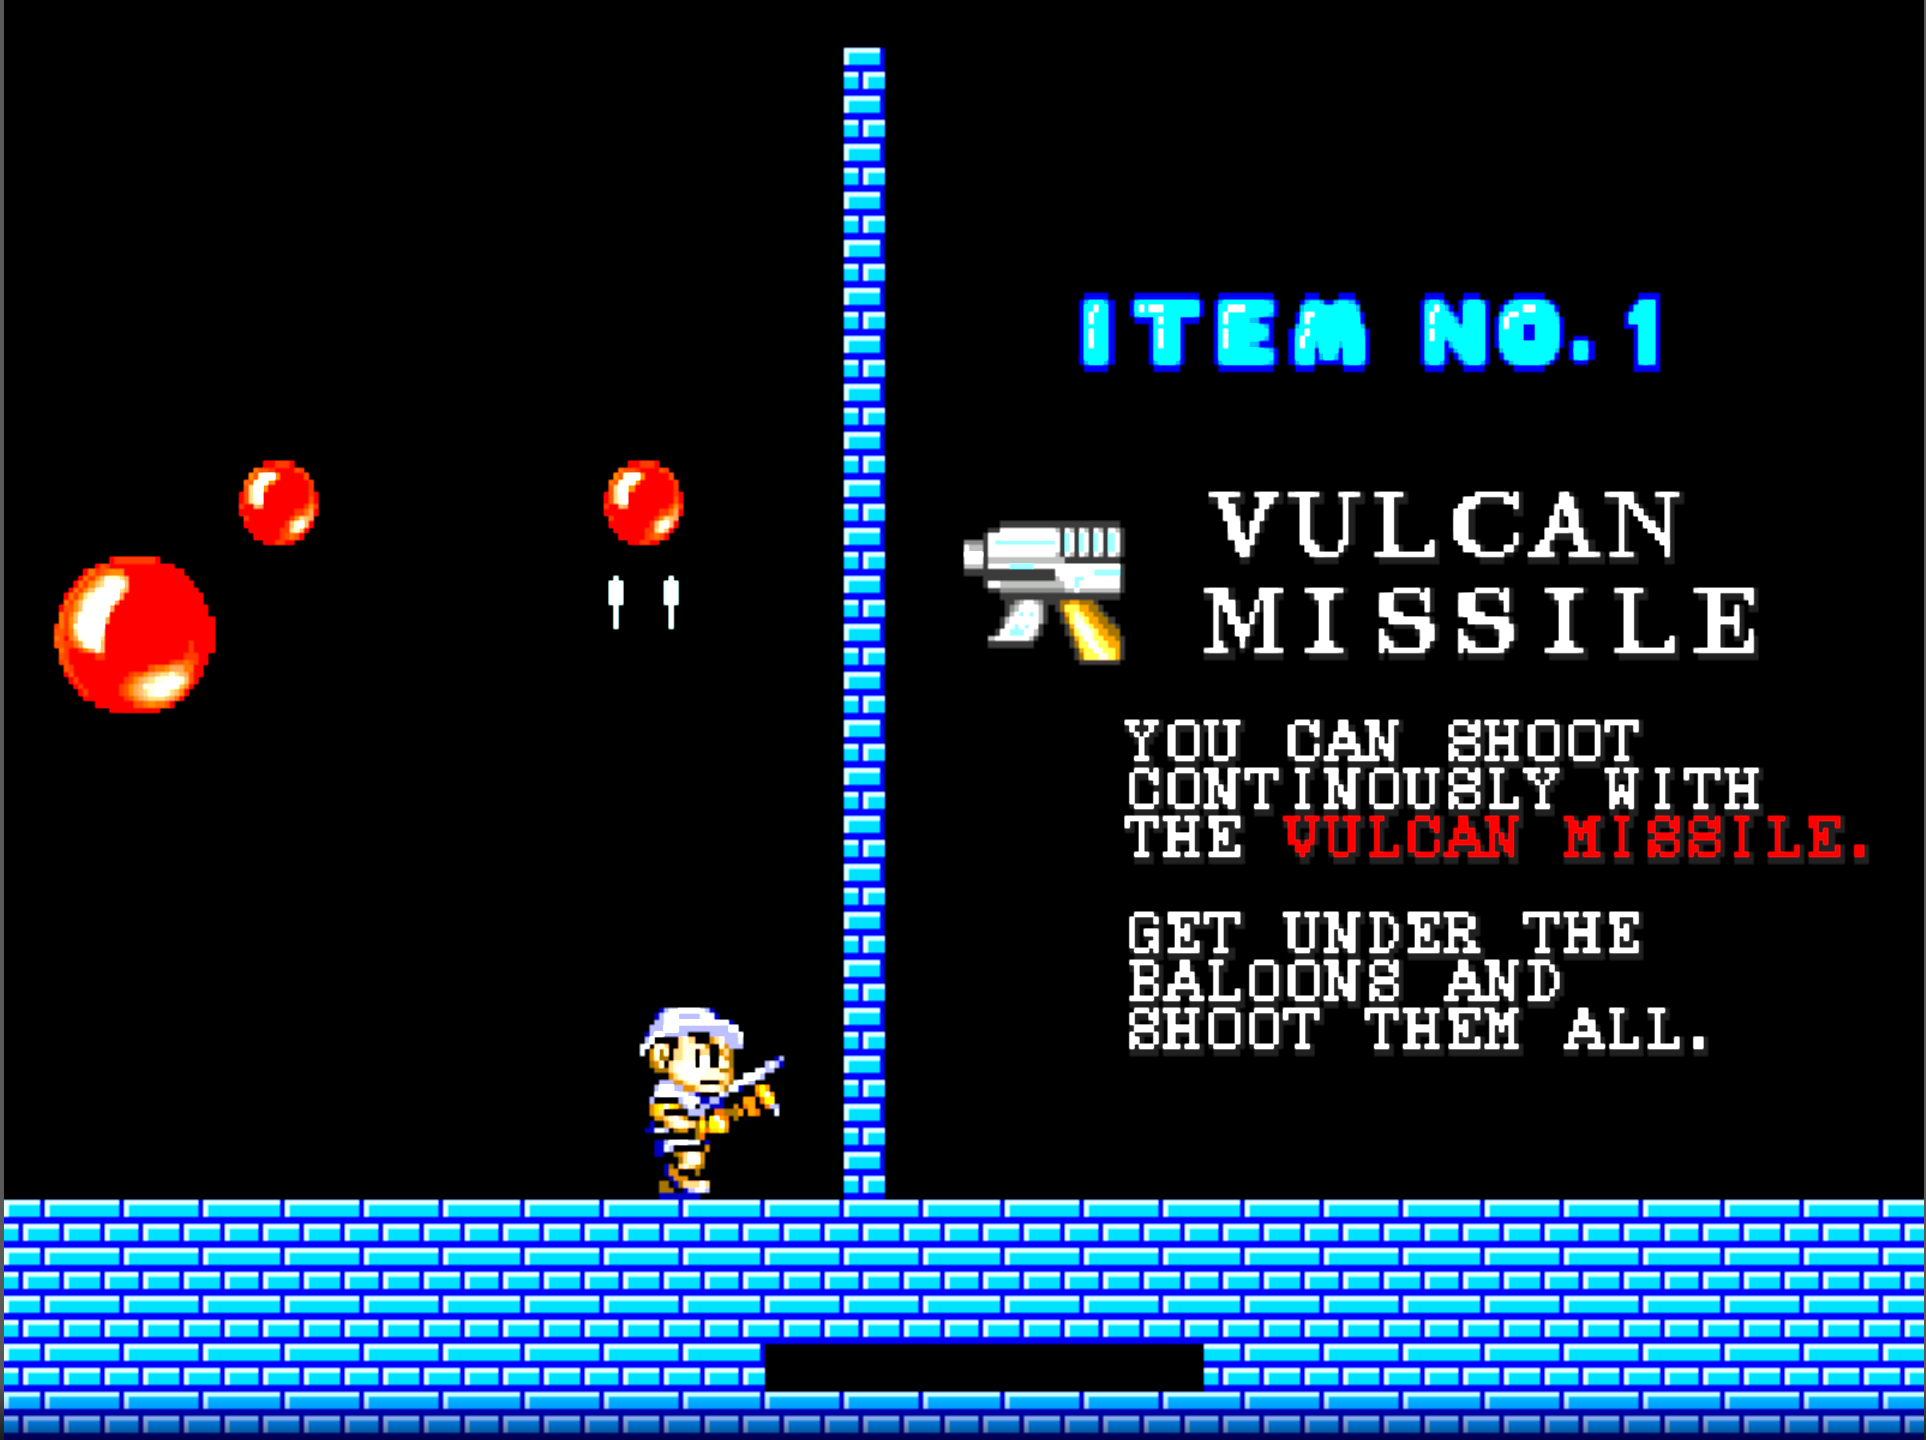 ITEM NO. 1
VULCAN
MISSILE
YOU CAN SHOOT
CONTINOUSLY WITH
THE VULCAN MISSILE.
GET UNDER THE
BALOONS AND
SHOOT THEM ALL.